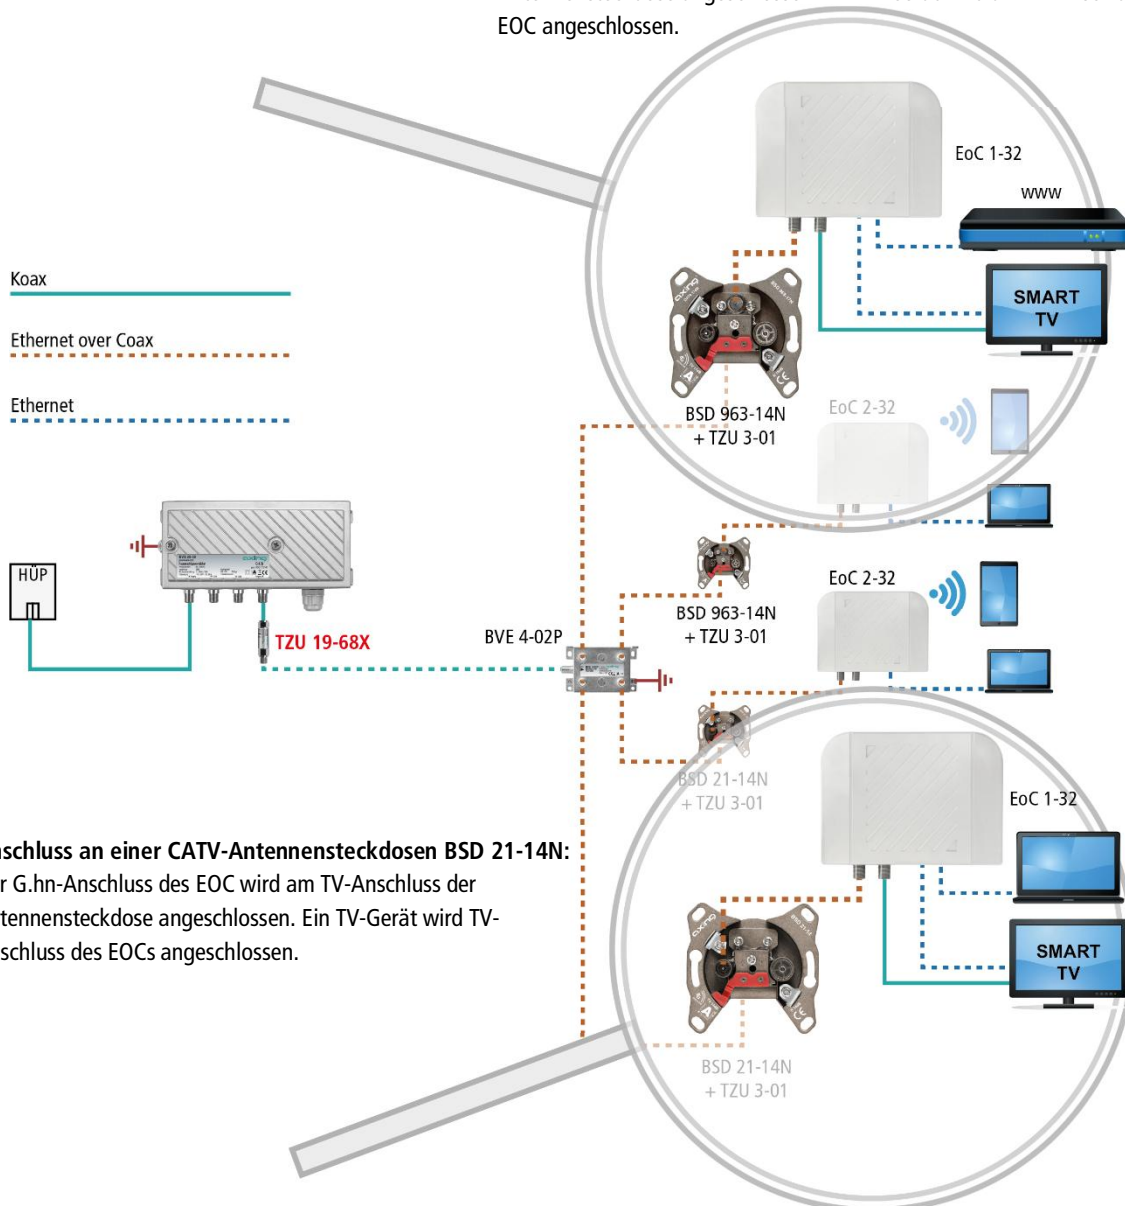 EOC angeschlossen.
EoC 1-32
WWW
Koax
SMART
TV
Ethernet over Coax
axing
Ethernet
BSD 963-14N
+ TZU 3-01
EoC 2-32
HÜP
axing
TZU 19-68X
BVE 4-02P
BSD 963-14N
+ TZU 3-01
EoC 2-32
BSD 21-14N
+ TZU 3-01
EoC 1-32
nschluss an einer CATV-Antennensteckdosen BSD 21-14N:
r G.hn-Anschluss des EOC wird am TV-Anschluss der
tennensteckdose angeschlossen. Ein TV-Gerät wird TV-
schluss des EOCs angeschlossen.
axing
SMART
TV
BSD 21-14N
+ TZU 3-01